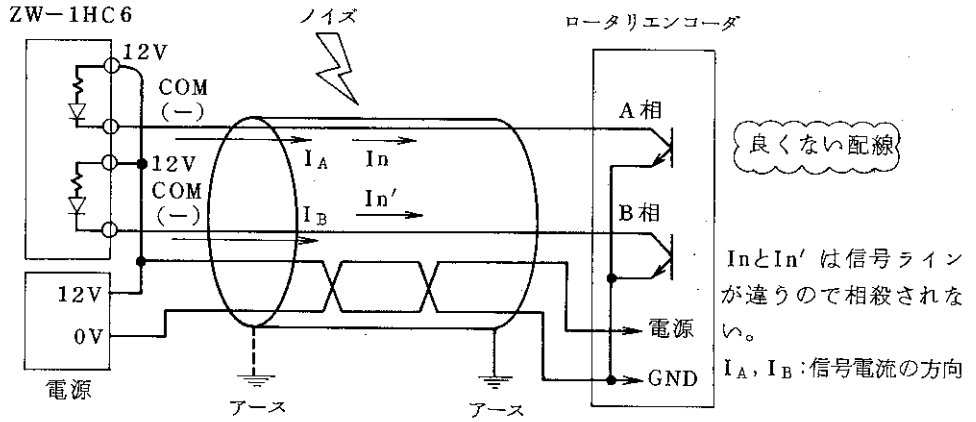 ZW-1HC6
ノイズ
ロータリエンコーダ
12V
COM
(-)
A相
良くない配線
IA
In
12V
COM
(-)
In′
IB
B相
InとIn′は信号ライン
が違うので相殺されな
い。
IA, IB:信号電流の方向
12V
0V
電源
電源
GND
アース
アース